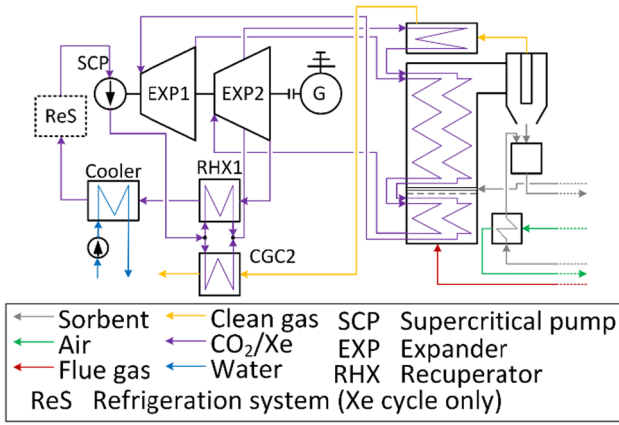 SCP
EXP1
EXP2
G
ReS
Cooler
RHX1
CGC2
Sorbent
Clean gas
SCP Supercritical pump
Air
CO₂/Xe
EXP Expander
Flue gas
Water
RHX Recuperator
ReS Refrigeration system (Xe cycle only)